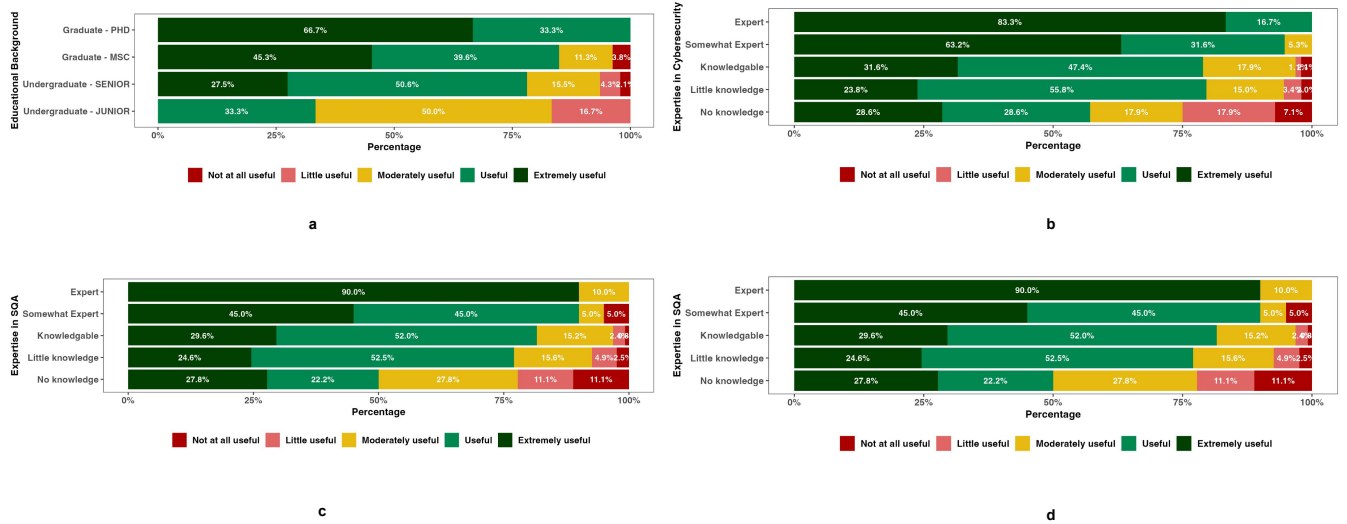 Educational Background
Graduate - PHD
66.7%
33.3%
Graduate - MSC
45.3%
39.6%
11.3%
3.8%
Undergraduate - SENIOR
27.5%
50.6%
15.5%
4.3%
2.1%
Undergraduate - JUNIOR
33.3%
50.0%
16.7%
0% 25% 50% 75% 100%
Percentage
Not at all useful Little useful Moderately useful Useful Extremely useful
a
Expertise in Cybersecurity
Expert
83.3%
16.7%
Somewhat Expert
63.2%
31.6%
5.3%
Knowledgable
31.6%
47.4%
17.9%
Little knowledge
23.8%
55.8%
15.0%
3.4%
No knowledge
28.6%
28.6%
17.9%
17.9%
7.1%
0% 25% 50% 75% 100%
Percentage
Not at all useful Little useful Moderately useful Useful Extremely useful
b
Expertise in SQA
Expert
90.0%
10.0%
Somewhat Expert
45.0%
45.0%
5.0%
5.0%
Knowledgable
29.6%
52.0%
15.2%
Little knowledge
24.6%
52.5%
15.6%
4.9%
2.5%
No knowledge
27.8%
22.2%
27.8%
11.1%
11.1%
0% 25% 50% 75% 100%
Percentage
Not at all useful Little useful Moderately useful Useful Extremely useful
c
Expertise in SQA
Expert
90.0%
10.0%
Somewhat Expert
45.0%
45.0%
5.0%
5.0%
Knowledgable
29.6%
52.0%
15.2%
Little knowledge
24.6%
52.5%
15.6%
4.9%
2.5%
No knowledge
27.8%
22.2%
27.8%
11.1%
11.1%
0% 25% 50% 75% 100%
Percentage
Not at all useful Little useful Moderately useful Useful Extremely useful
d